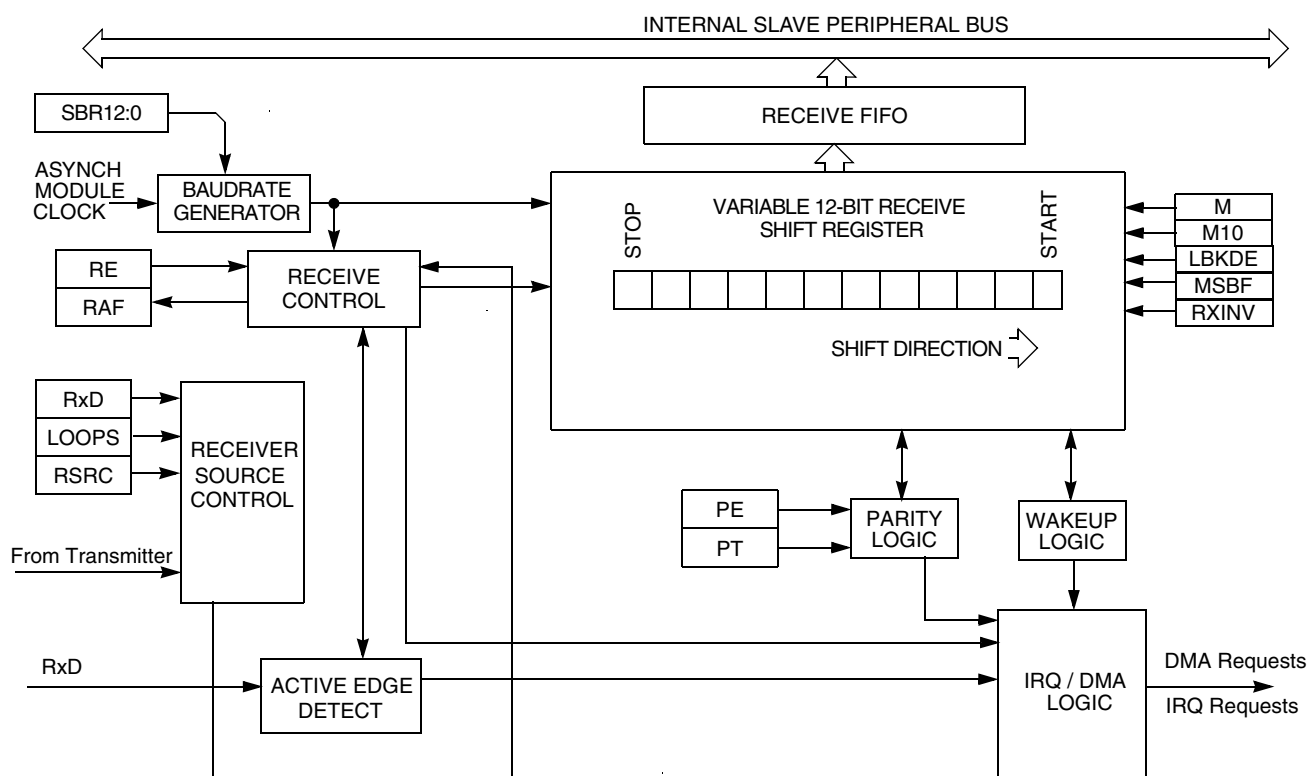 INTERNAL SLAVE PERIPHERAL BUS
SBR12:0
RECEIVE FIFO
ASYNCH
MODULE
CLOCK
BAUDRATE
GENERATOR
VARIABLE 12-BIT RECEIVE
SHIFT REGISTER
STOP
START
M
M10
LBKDE
MSBF
RXINV
RE
RAF
RECEIVE
CONTROL
SHIFT DIRECTION
RxD
LOOPS
RSRC
RECEIVER
SOURCE
CONTROL
From Transmitter
PE
PT
PARITY
LOGIC
WAKEUP
LOGIC
RxD
ACTIVE EDGE
DETECT
IRQ / DMA
LOGIC
DMA Requests
IRQ Requests